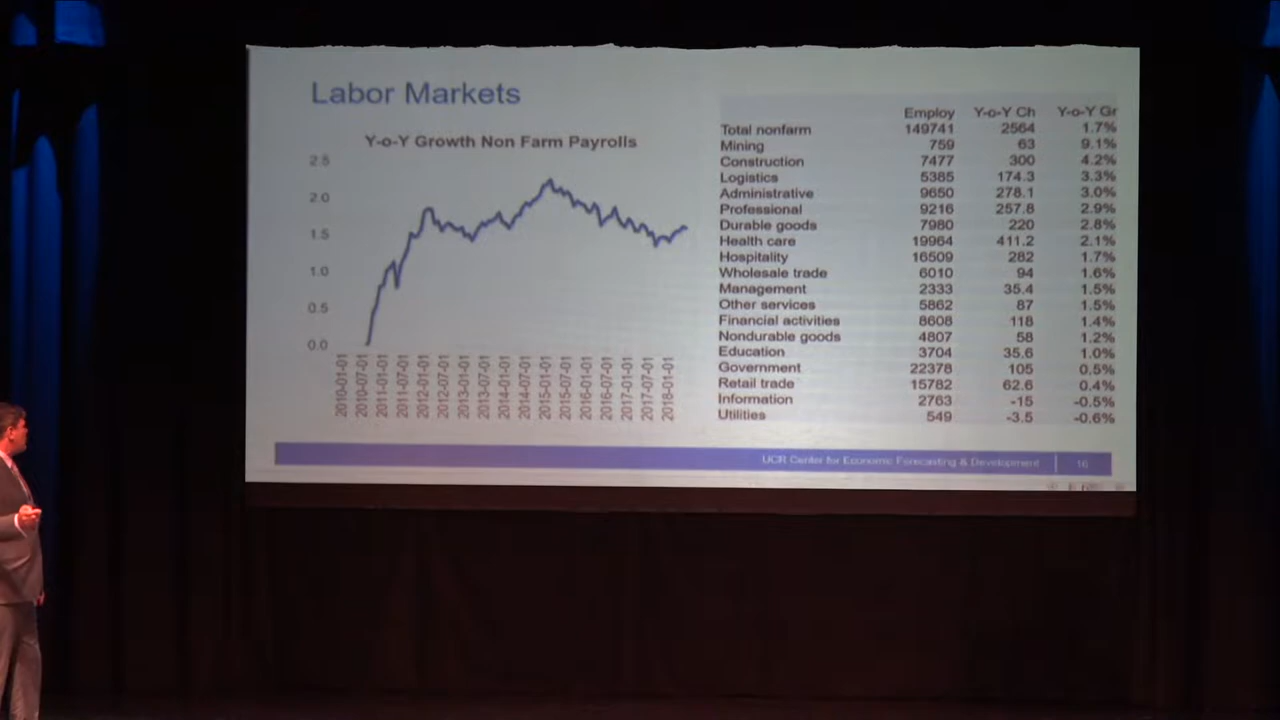 Labor Markets
Y-o-Y Growth Non Farm Payrolls
2.5
2.0
1.5
1.0
0.5
0.0
2010-01-01
2010-07-01
2011-01-01
2011-07-01
2012-01-01
2012-07-01
2013-01-01
2013-07-01
2014-01-01
2014-07-01
2015-01-01
2015-07-01
2016-01-01
2016-07-01
2017-01-01
2017-07-01
2018-01-01
Employ Y-o-Y Ch Y-o-Y Gr
Total nonfarm 149741 2564 1.7%
Mining 759 63 9.1%
Construction 7477 300 4.2%
Logistics 5385 174.3 3.3%
Administrative 9650 278.1 3.0%
Professional 9216 257.8 2.9%
Durable goods 7980 220 2.8%
Health care 19964 411.2 2.1%
Hospitality 16509 282 1.7%
Wholesale trade 6010 94 1.6%
Management 2333 35.4 1.5%
Other services 5862 87 1.5%
Financial activities 8608 118 1.4%
Nondurable goods 4807 58 1.2%
Education 3704 35.6 1.0%
Government 22378 105 0.5%
Retail trade 15782 62.6 0.4%
Information 2763 -15 -0.5%
Utilities 549 -3.5 -0.6%
UCR Center for Economic Forecasting & Development 16